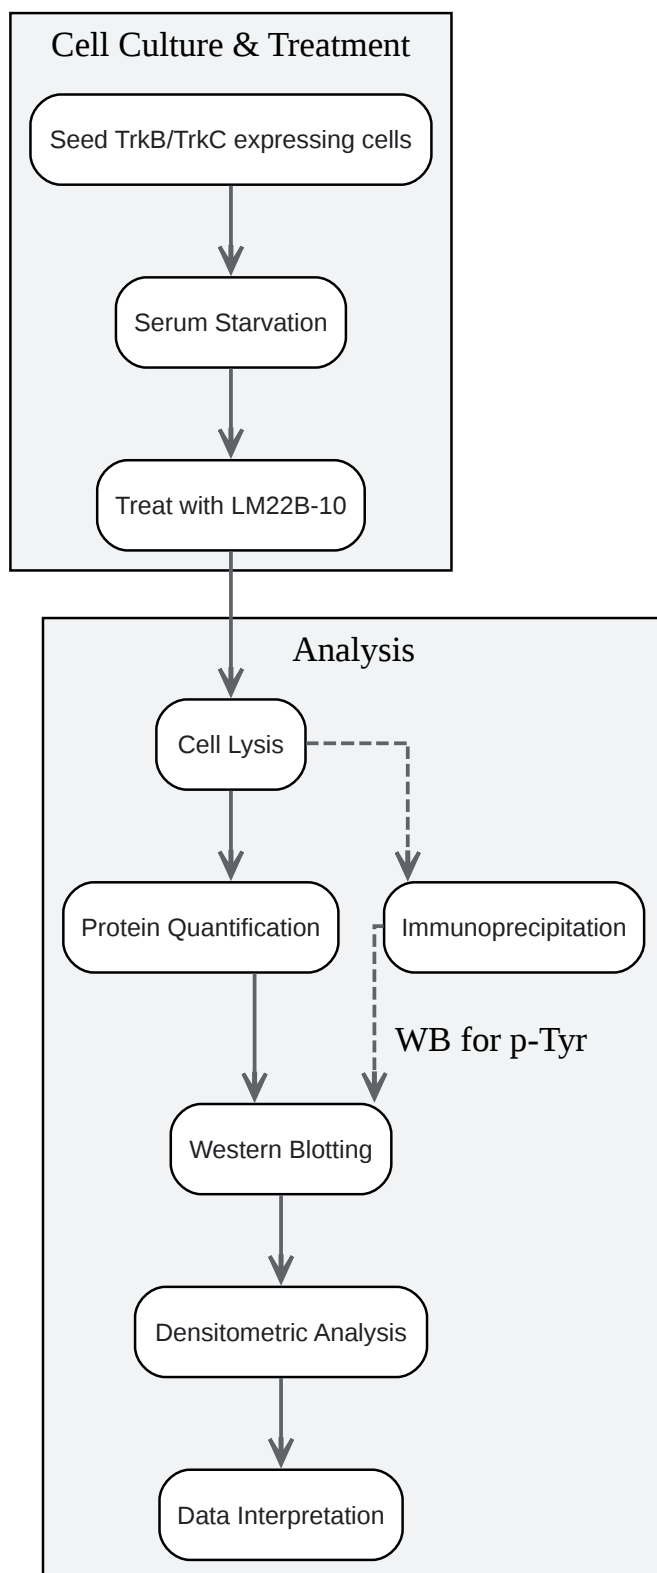 Cell Culture & Treatment
Seed TrkB/TrkC expressing cells
Serum Starvation
Treat with LM22B-10
Analysis
Cell Lysis
Protein Quantification
Immunoprecipitation
WB for p-Tyr
Western Blotting
Densitometric Analysis
Data Interpretation